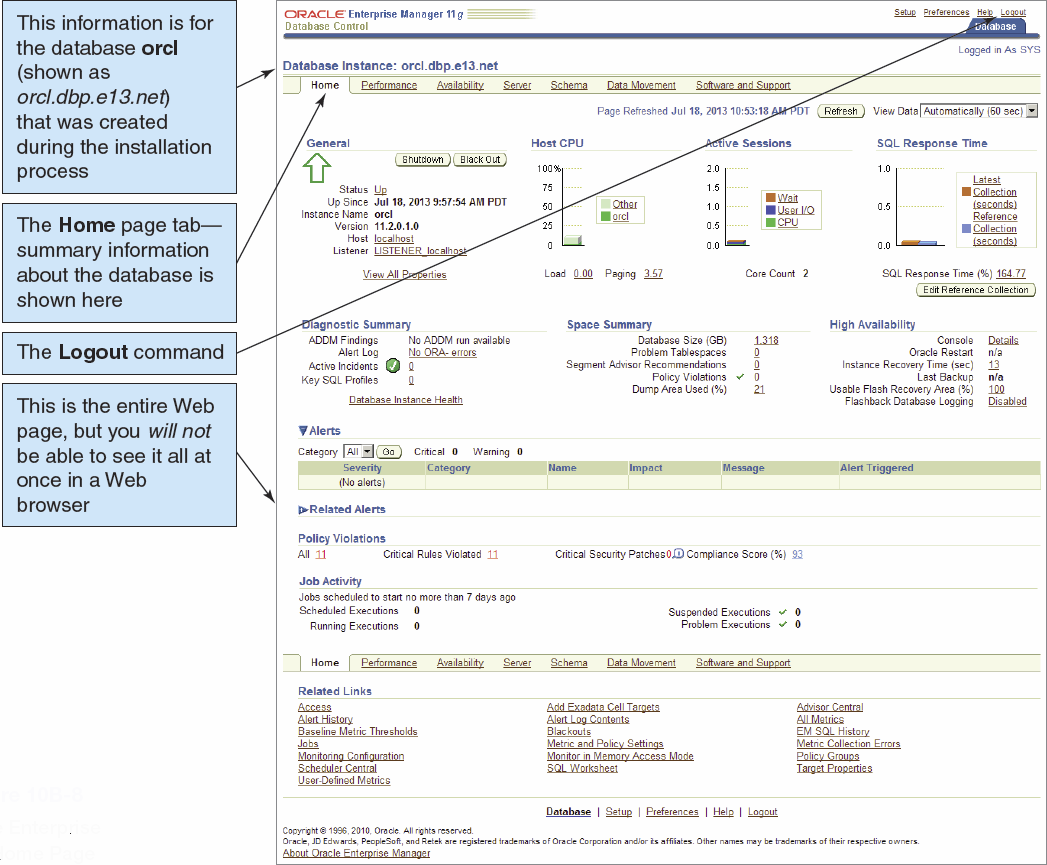 This information is for
the database orcl
(shown as
orcl.dbp.e13.net)
that was created
during the installation
process
The Home page tab—
summary information
about the database is
shown here
The Logout command
This is the entire Web
page, but you will not
be able to see it all at
once in a Web
browser
ORACLE Enterprise Manager 11 g
Database Control
Setup Preferences Help Logout
Database
Logged in As SYS
Database Instance: orcl.dbp.e13.net
Home Performance Availability Server Schema Data Movement Software and Support
Page Refreshed Jul 18, 2013 10:53:18 AM PDT Refresh View Data Automatically (60 sec)
General
Shutdown Black Out
Status Up
Up Since Jul 18, 2013 9:57:54 AM PDT
Instance Name orcl
Version 11.2.0.1.0
Host localhost
Listener LISTENER_localhost
View All Properties
Host CPU
100%
75
50
25
0
Other
orcl
Load 0.00 Paging 3.57
Active Sessions
2.0
1.5
1.0
0.5
0.0
Wait
User I/O
CPU
Core Count 2
SQL Response Time
1.0
0.5
0.0
Latest
Collection
(seconds)
Reference
Collection
(seconds)
SQL Response Time (%) 164.77
Edit Reference Collection
Diagnostic Summary
ADDM Findings No ADDM run available
Alert Log No ORA- errors
Active Incidents 0
Key SQL Profiles 0
Database Instance Health
Space Summary
Database Size (GB) 1.318
Problem Tablespaces 0
Segment Advisor Recommendations 0
Policy Violations 0
Dump Area Used (%) 21
High Availability
Console Details
Oracle Restart n/a
Instance Recovery Time (sec) 13
Last Backup n/a
Usable Flash Recovery Area (%) 100
Flashback Database Logging Disabled
Alerts
Category All Go Critical 0 Warning 0
Severity Category Name Impact Message Alert Triggered
(No alerts)
Related Alerts
Policy Violations
All 11 Critical Rules Violated 11 Critical Security Patches 0 Compliance Score (%) 93
Job Activity
Jobs scheduled to start no more than 7 days ago
Scheduled Executions 0 Suspended Executions 0
Running Executions 0 Problem Executions 0
Home Performance Availability Server Schema Data Movement Software and Support
Related Links
Access Add Exadata Cell Targets Advisor Central
Alert History Alert Log Contents All Metrics
Baseline Metric Thresholds Blackouts EM SQL History
Jobs Metric and Policy Settings Metric Collection Errors
Monitoring Configuration Monitor in Memory Access Mode Policy Groups
Scheduler Central SQL Worksheet Target Properties
User-Defined Metrics
Database | Setup | Preferences | Help | Logout
Copyright © 1996, 2010, Oracle. All rights reserved.
Oracle, JD Edwards, PeopleSoft, and Retek are registered trademarks of Oracle Corporation and/or its affiliates. Other names may be trademarks of their respective owners.
About Oracle Enterprise Manager